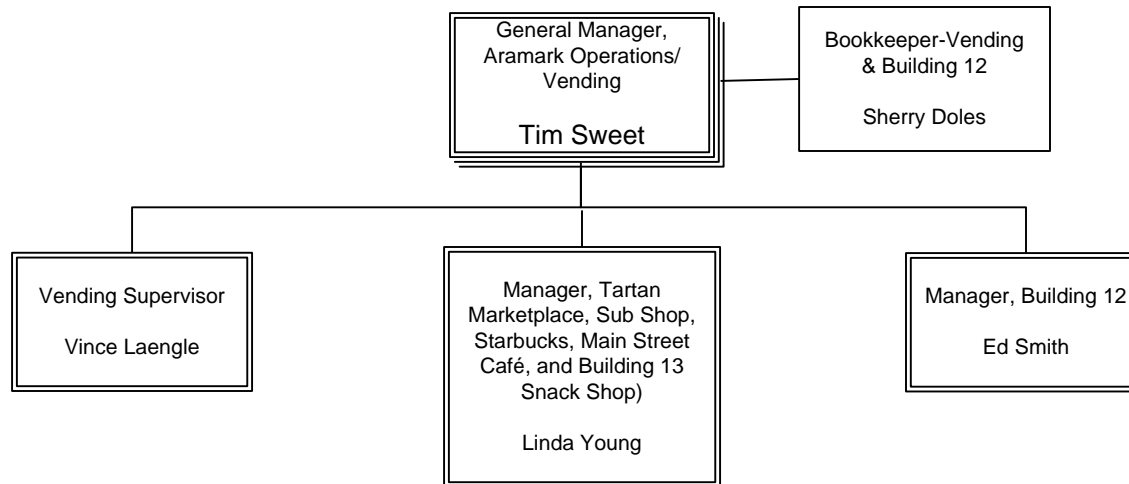 General Manager,
Aramark Operations/
Vending
Tim Sweet
Bookkeeper-Vending
& Building 12
Sherry Doles
Vending Supervisor
Vince Laengle
Manager, Tartan
Marketplace, Sub Shop,
Starbucks, Main Street
Café, and Building 13
Snack Shop)
Linda Young
Manager, Building 12
Ed Smith